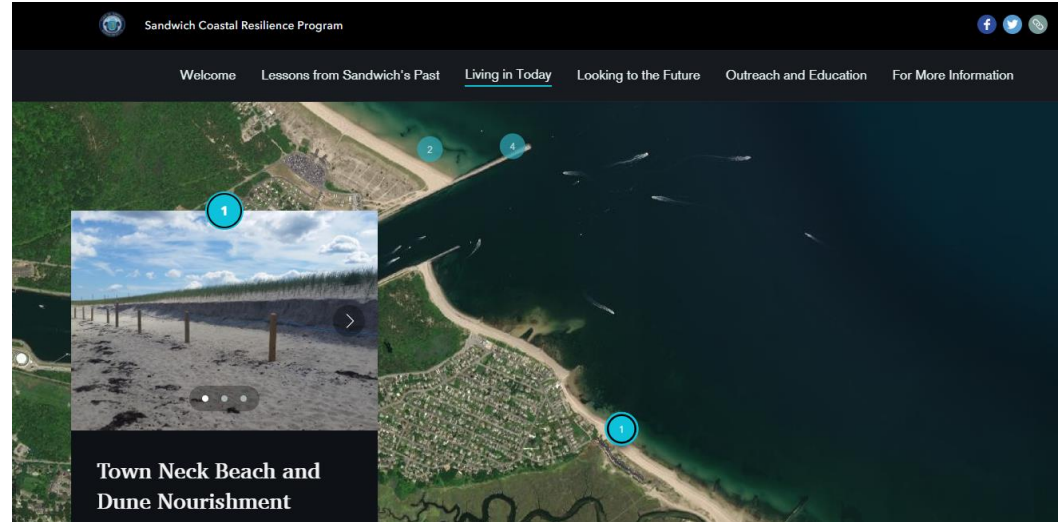 Sandwich Coastal Resilience Program
Welcome Lessons from Sandwich's Past Living in Today Looking to the Future Outreach and Education For More Information
2
4
1
1
Town Neck Beach and
Dune Nourishment